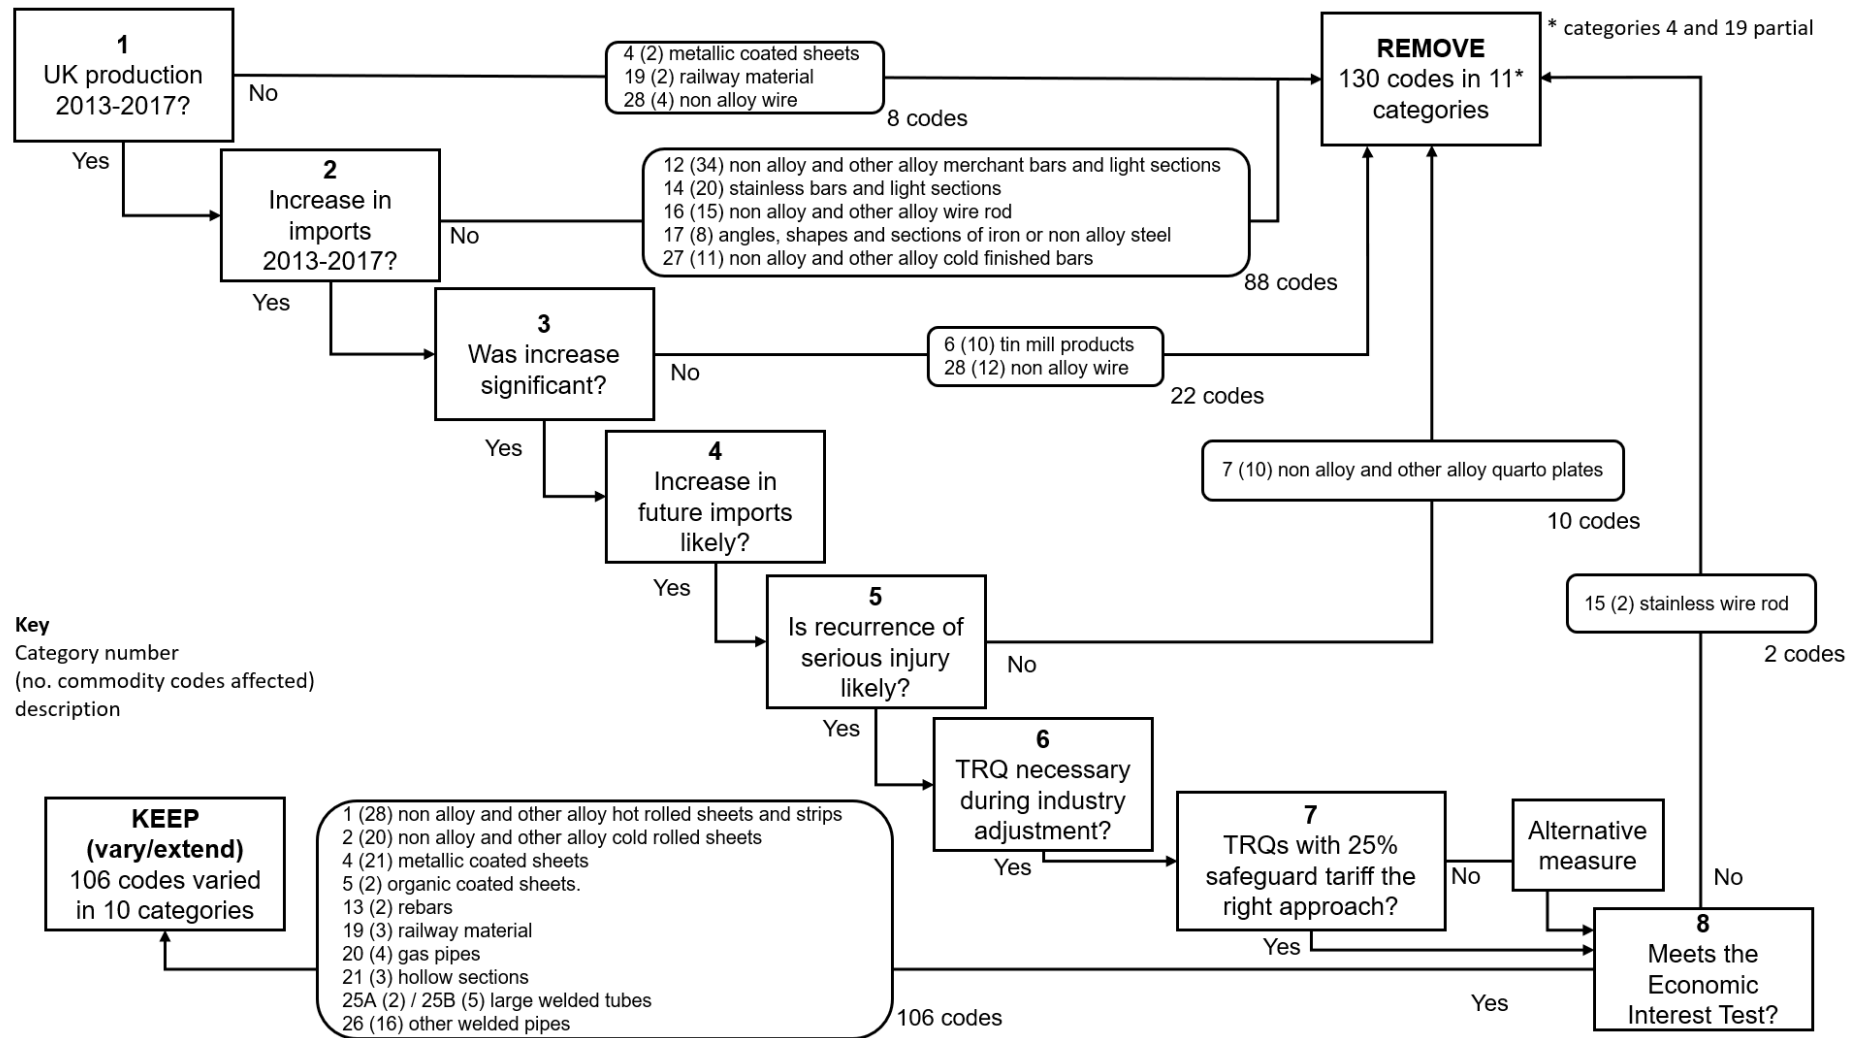 1
UK production
2013-2017?
No
Yes
4 (2) metallic coated sheets
19 (2) railway material
28 (4) non alloy wire
8 codes
REMOVE
130 codes in 11*
categories
* categories 4 and 19 partial
2
Increase in
imports
2013-2017?
No
Yes
12 (34) non alloy and other alloy merchant bars and light sections
14 (20) stainless bars and light sections
16 (15) non alloy and other alloy wire rod
17 (8) angles, shapes and sections of iron or non alloy steel
27 (11) non alloy and other alloy cold finished bars
88 codes
3
Was increase
significant?
No
Yes
6 (10) tin mill products
28 (12) non alloy wire
22 codes
4
Increase in
future imports
likely?
Yes
7 (10) non alloy and other alloy quarto plates
10 codes
5
Is recurrence of
serious injury
likely?
No
Yes
15 (2) stainless wire rod
2 codes
Key
Category number
(no. commodity codes affected)
description
6
TRQ necessary
during industry
adjustment?
Yes
7
TRQs with 25%
safeguard tariff the
right approach?
No
Yes
Alternative
measure
No
8
Meets the
Economic
Interest Test?
Yes
KEEP
(vary/extend)
106 codes varied
in 10 categories
1 (28) non alloy and other alloy hot rolled sheets and strips
2 (20) non alloy and other alloy cold rolled sheets
4 (21) metallic coated sheets
5 (2) organic coated sheets.
13 (2) rebars
19 (3) railway material
20 (4) gas pipes
21 (3) hollow sections
25A (2) / 25B (5) large welded tubes
26 (16) other welded pipes
106 codes